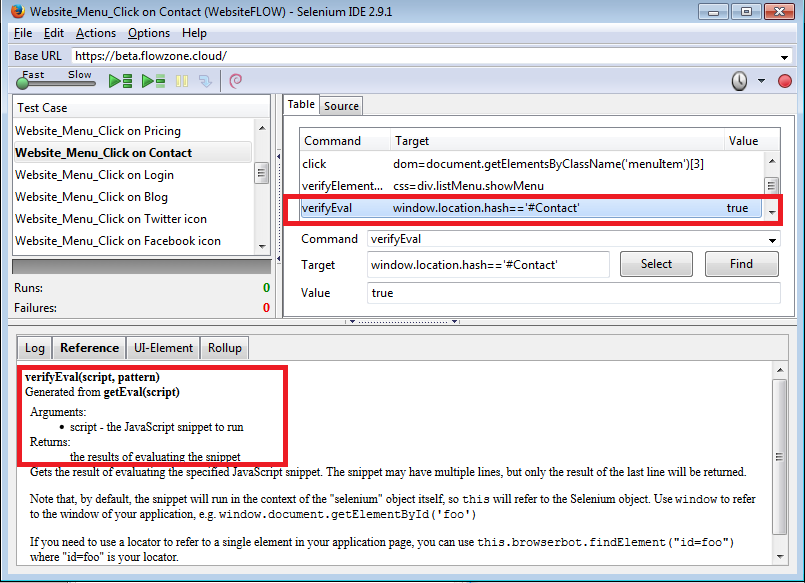 Website_Menu_Click on Contact (WebsiteFLOW) - Selenium IDE 2.9.1
File Edit Actions Options Help
Base URL https://beta.flowzone.cloud/
Fast Slow
Test Case
Website_Menu_Click on Pricing
Website_Menu_Click on Contact
Website_Menu_Click on Login
Website_Menu_Click on Blog
Website_Menu_Click on Twitter icon
Website_Menu_Click on Facebook icon
Runs: 0
Failures: 0
Table Source
Command Target Value
click dom=document.getElementsByClassName('menuItem')[3]
verifyElement... css=div.listMenu.showMenu
verifyEval window.location.hash=='#Contact' true
Command verifyEval
Target window.location.hash=='#Contact' Select Find
Value true
Log Reference UI-Element Rollup
verifyEval(script, pattern)
Generated from getEval(script)
Arguments:
• script - the JavaScript snippet to run
Returns:
the results of evaluating the snippet
Gets the result of evaluating the specified JavaScript snippet. The snippet may have multiple lines, but only the result of the last line will be returned.
Note that, by default, the snippet will run in the context of the "selenium" object itself, so this will refer to the Selenium object. Use window to refer
to the window of your application, e.g. window.document.getElementById('foo')
If you need to use a locator to refer to a single element in your application page, you can use this.browserbot.findElement("id=foo")
where "id=foo" is your locator.